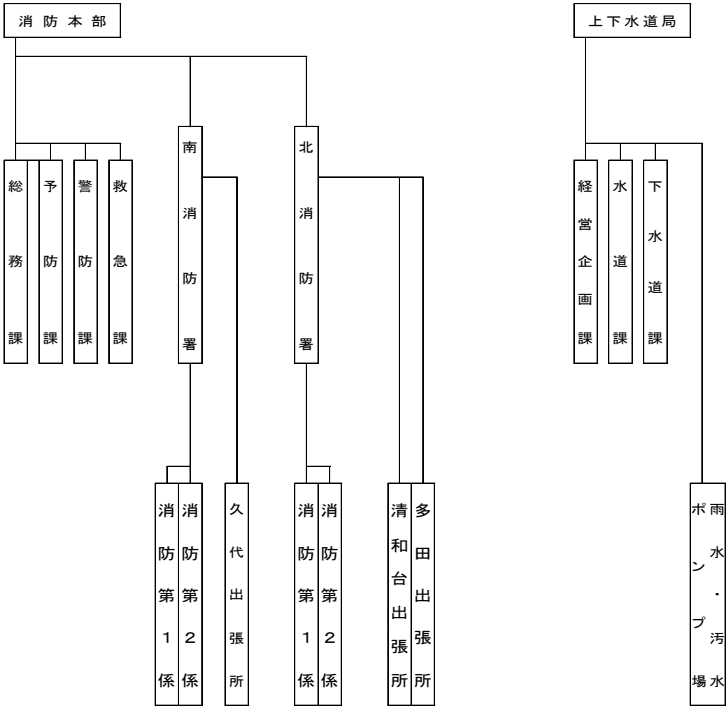 消防本部
上下水道局
総務課
予防課
警防課
救急課
南消防署
北消防署
経営企画課
水道課
下水道課
消防第1係
消防第2係
久代出張所
消防第1係
消防第2係
清和台出張所
多田出張所
雨水・汚水
ポンプ場